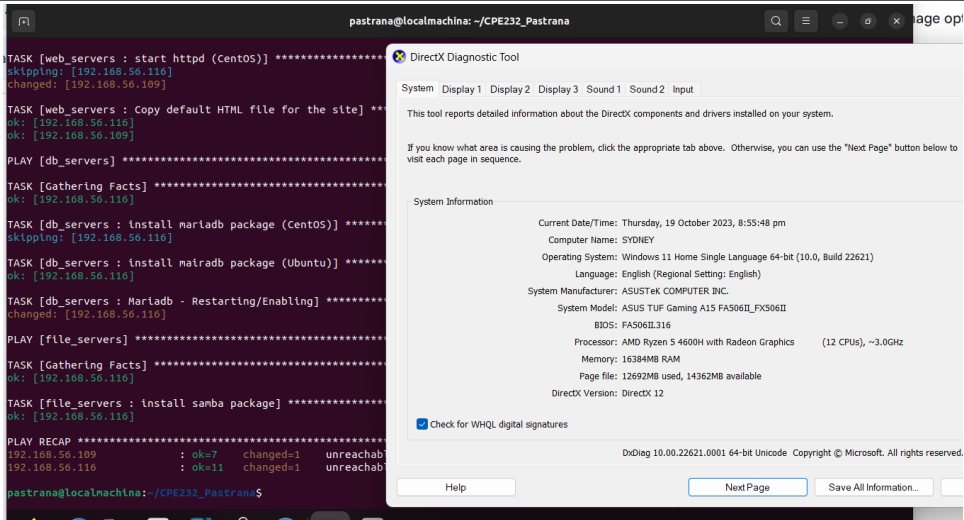 pastrana@localmachina: ~/CPE232_Pastrana
TASK [web_servers : start httpd (CentOS)] *****************
skipping: [192.168.56.116]
changed: [192.168.56.109]
TASK [web_servers : Copy default HTML file for the site] ***
ok: [192.168.56.116]
ok: [192.168.56.109]
PLAY [db_servers] ******************************************
TASK [Gathering Facts] *************************************
ok: [192.168.56.116]
TASK [db_servers : install mariadb package (CentOS)] ******
skipping: [192.168.56.116]
TASK [db_servers : install mairadb package (Ubuntu)] ******
ok: [192.168.56.116]
TASK [db_servers : Mariadb - Restarting/Enabling] *********
changed: [192.168.56.116]
PLAY [file_servers] ****************************************
TASK [Gathering Facts] *************************************
ok: [192.168.56.116]
TASK [file_servers : install samba package] ***************
ok: [192.168.56.116]
PLAY RECAP *************************************************
192.168.56.109 : ok=7 changed=1 unreachabl
192.168.56.116 : ok=11 changed=1 unreachabl
pastrana@localmachina:~/CPE232_Pastrana$
DirectX Diagnostic Tool
System Display 1 Display 2 Display 3 Sound 1 Sound 2 Input
This tool reports detailed information about the DirectX components and drivers installed on your system.
If you know what area is causing the problem, click the appropriate tab above. Otherwise, you can use the "Next Page" button below to
visit each page in sequence.
System Information
Current Date/Time: Thursday, 19 October 2023, 8:55:48 pm
Computer Name: SYDNEY
Operating System: Windows 11 Home Single Language 64-bit (10.0, Build 22621)
Language: English (Regional Setting: English)
System Manufacturer: ASUSTeK COMPUTER INC.
System Model: ASUS TUF Gaming A15 FA506II_FX506II
BIOS: FA506II.316
Processor: AMD Ryzen 5 4600H with Radeon Graphics (12 CPUs), ~3.0GHz
Memory: 16384MB RAM
Page file: 12692MB used, 14362MB available
DirectX Version: DirectX 12
Check for WHQL digital signatures
DxDiag 10.00.22621.0001 64-bit Unicode Copyright © Microsoft. All rights reserved.
Help
Next Page
Save All Information...